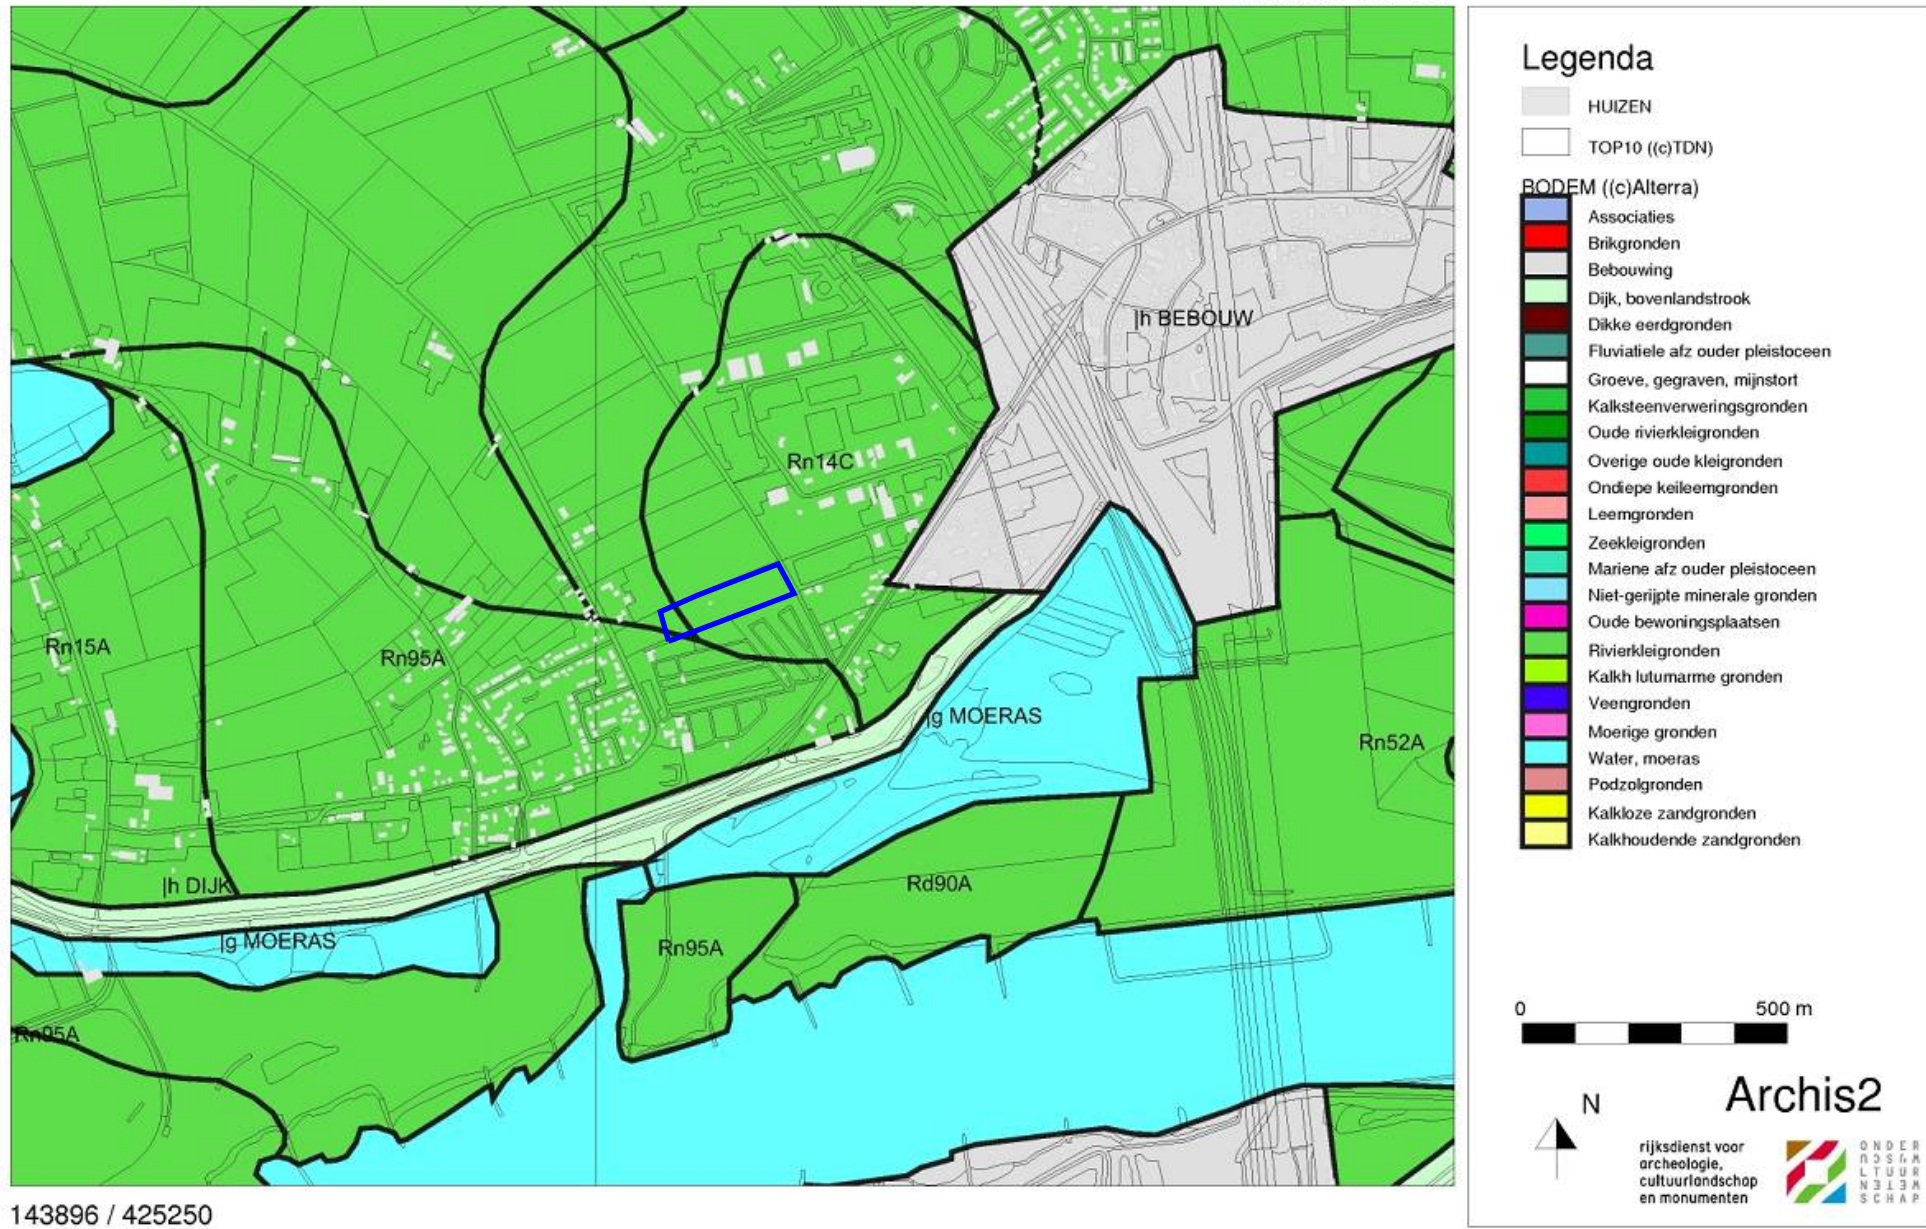 |h BEBOUW
Rn14C
Rn15A
Rn95A
|g MOERAS
Rn52A
|h DIJK
Rd90A
|g MOERAS
Rn95A
Rn95A
143896 / 425250
Legenda
HUIZEN
TOP10 ((c)TDN)
BODEM ((c)Alterra)
Associaties
Brikgronden
Bebouwing
Dijk, bovenlandstrook
Dikke eerdgronden
Fluviatiele afz ouder pleistoceen
Groeve, gegraven, mijnstort
Kalksteenverweringsgronden
Oude rivierkleigronden
Overige oude kleigronden
Ondiepe keileemgronden
Leemgronden
Zeekleigronden
Mariene afz ouder pleistoceen
Niet-gerijpte minerale gronden
Oude bewoningsplaatsen
Rivierkleigronden
Kalkh lutumarme gronden
Veengronden
Moerige gronden
Water, moeras
Podzolgronden
Kalkloze zandgronden
Kalkhoudende zandgronden
0 500 m
N
Archis2
rijksdienst voor
archeologie,
cultuurlandschap
en monumenten